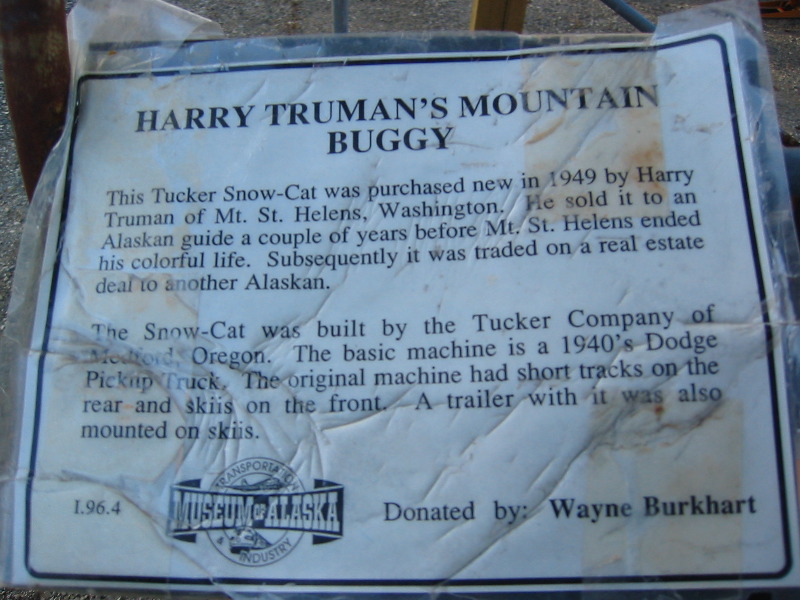 HARRY TRUMAN'S MOUNTAIN
BUGGY
This Tucker Snow-Cat was purchased new in 1949 by Harry
Truman of Mt. St. Helens, Washington. He sold it to an
Alaskan guide a couple of years before Mt. St. Helens ended
his colorful life. Subsequently it was traded on a real estate
deal to another Alaskan.
The Snow-Cat was built by the Tucker Company of
Medford, Oregon. The basic machine is a 1940's Dodge
Pickup Truck. The original machine had short tracks on the
rear and skiis on the front. A trailer with it was also
mounted on skiis.
I.96.4
TRANSPORTATION
MUSEUM OF ALASKA
& INDUSTRY
Donated by: Wayne Burkhart